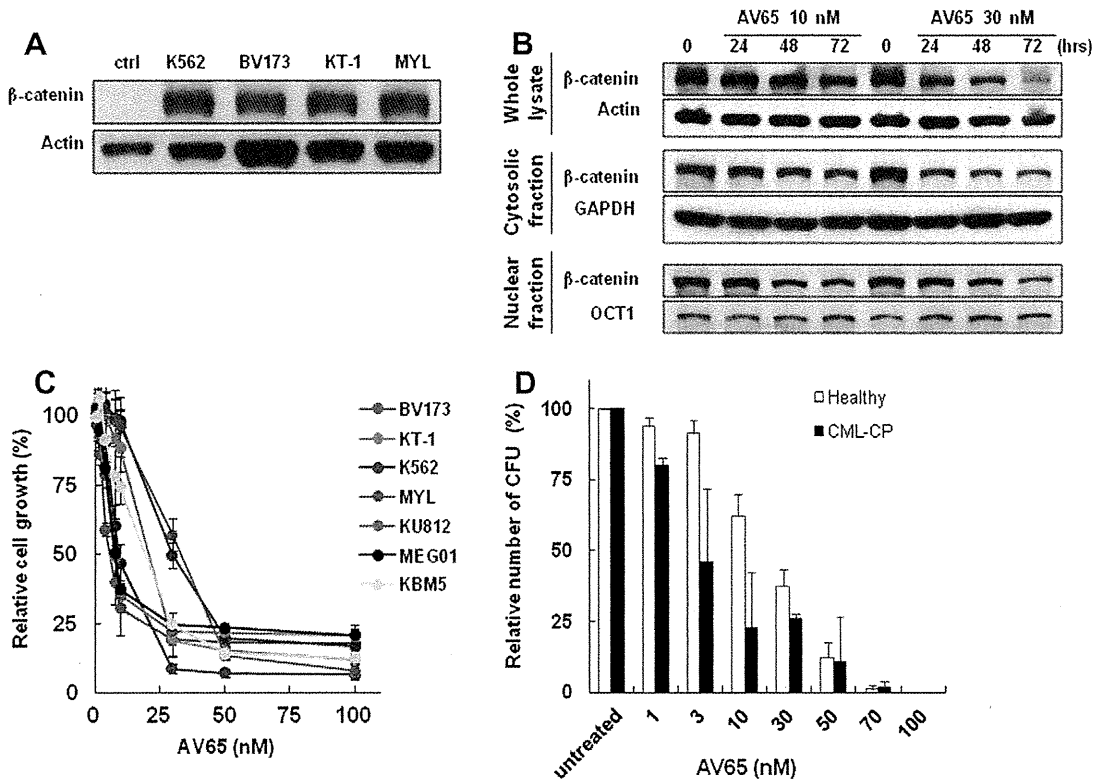 A
ctrl K562 BV173 KT-1 MYL
β-catenin
Actin
B
AV65 10 nM AV65 30 nM
0 24 48 72 0 24 48 72 (hrs)
Whole lysate
β-catenin
Actin
Cytosolic fraction
β-catenin
GAPDH
Nuclear fraction
β-catenin
OCT1
C
Relative cell growth (%)
100
75
50
25
0
0 25 50 75 100
AV65 (nM)
BV173
KT-1
K562
MYL
KU812
MEG01
KBM5
D
Relative number of CFU (%)
100
75
50
25
0
Healthy
CML-CP
untreated 1 3 10 30 50 70 100
AV65 (nM)